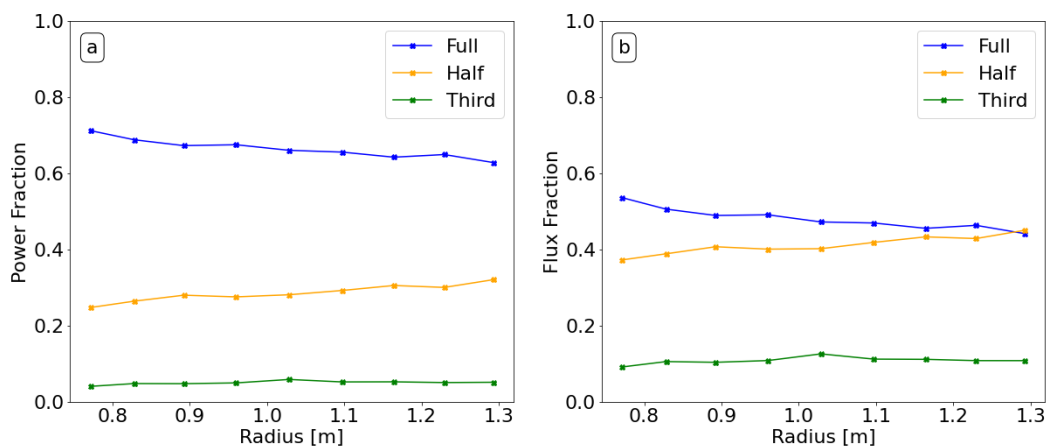 a
Full
Half
Third
Power Fraction
1.0
0.8
0.6
0.4
0.2
0.0
0.8 0.9 1.0 1.1 1.2 1.3
Radius [m]
b
Full
Half
Third
Flux Fraction
1.0
0.8
0.6
0.4
0.2
0.0
0.8 0.9 1.0 1.1 1.2 1.3
Radius [m]